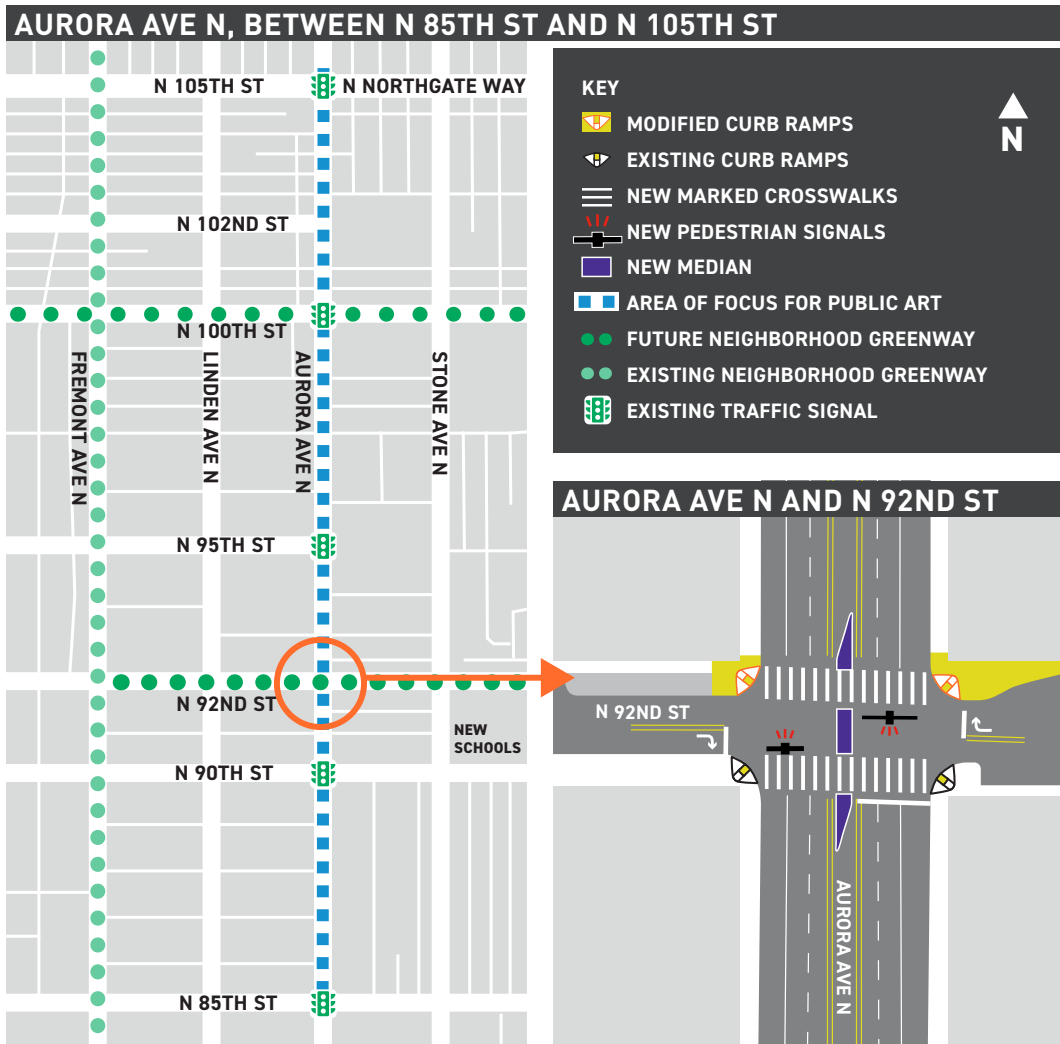 AURORA AVE N, BETWEEN N 85TH ST AND N 105TH ST
N 105TH ST
N NORTHGATE WAY
N 102ND ST
N 100TH ST
FREMONT AVE N
LINDEN AVE N
AURORA AVE N
STONE AVE N
N 95TH ST
N 92ND ST
NEW
SCHOOLS
N 90TH ST
N 85TH ST
KEY
N
MODIFIED CURB RAMPS
EXISTING CURB RAMPS
NEW MARKED CROSSWALKS
NEW PEDESTRIAN SIGNALS
NEW MEDIAN
AREA OF FOCUS FOR PUBLIC ART
FUTURE NEIGHBORHOOD GREENWAY
EXISTING NEIGHBORHOOD GREENWAY
EXISTING TRAFFIC SIGNAL
AURORA AVE N AND N 92ND ST
N 92ND ST
AURORA AVE N